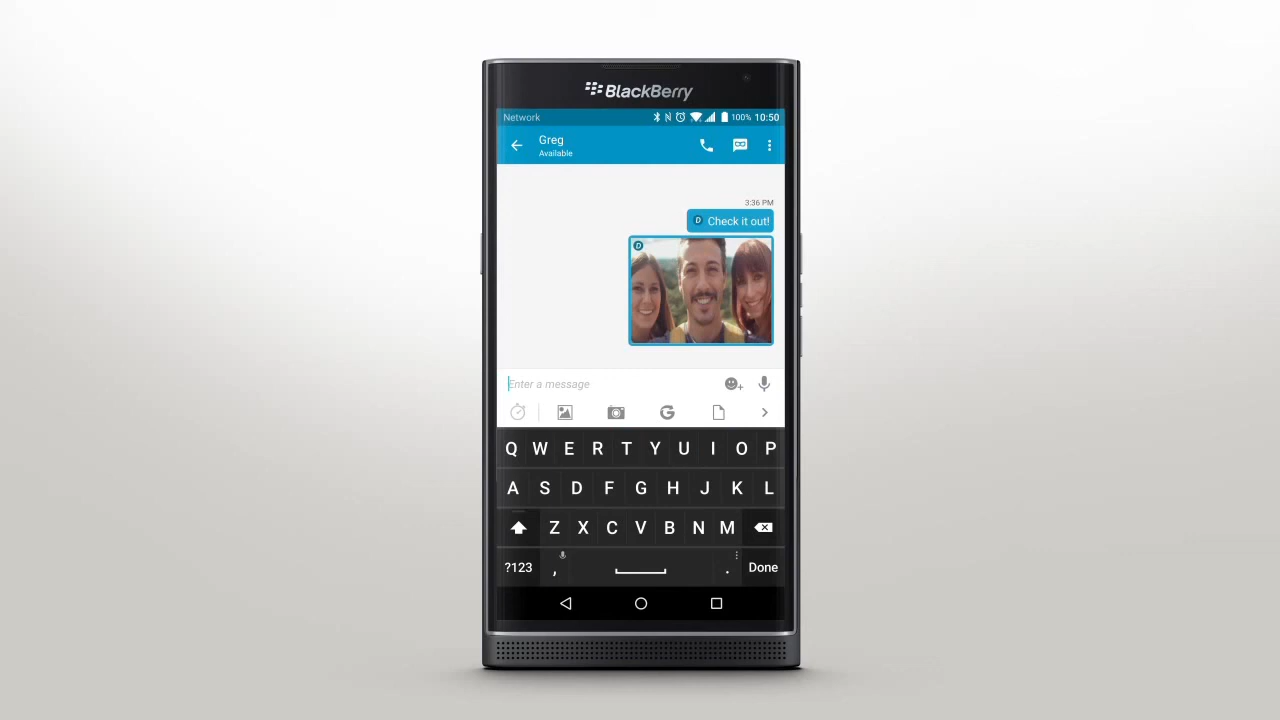 BlackBerry
Network 100% 10:50
Greg
Available
3:36 PM
D Check it out!
D
Enter a message
G
Q W E R T Y U I O P
A S D F G H J K L
Z X C V B N M
?123 , . Done